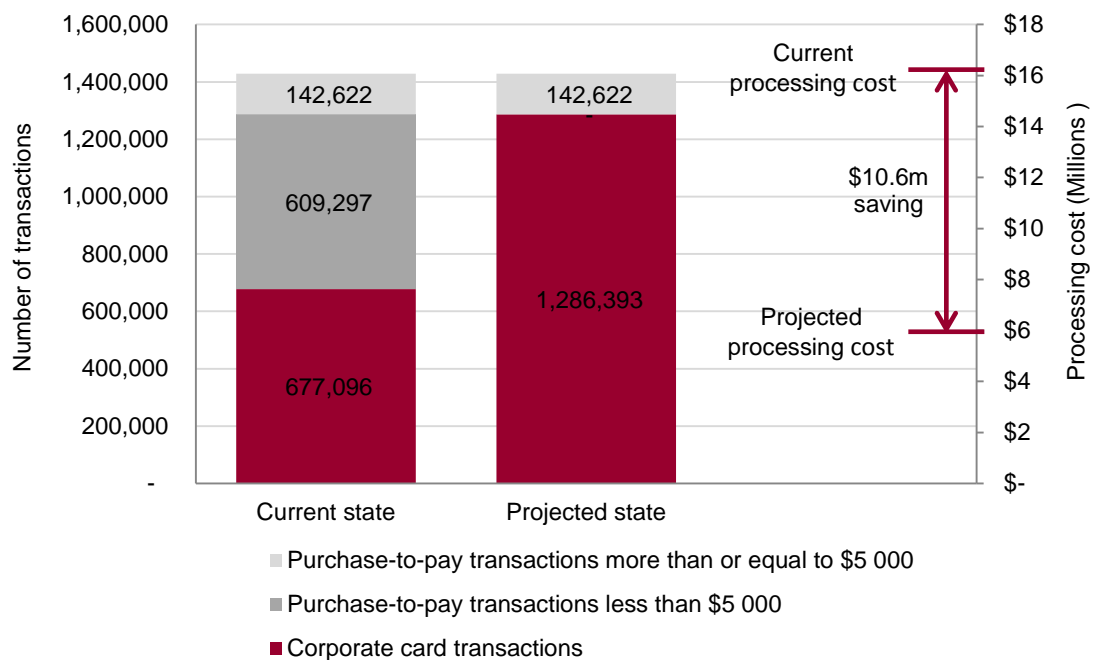 1,600,000
1,400,000
1,200,000
1,000,000
800,000
600,000
400,000
200,000
-
Number of transactions
142,622
609,297
677,096
142,622
-
1,286,393
Current state
Projected state
Current
processing cost
$10.6m
saving
Projected
processing cost
$18
$16
$14
$12
$10
$8
$6
$4
$2
$-
Processing cost (Millions )
Purchase-to-pay transactions more than or equal to $5 000
Purchase-to-pay transactions less than $5 000
Corporate card transactions